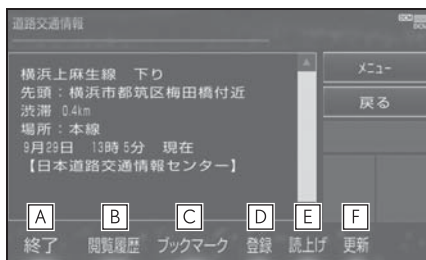 道路交通情報
横浜上麻生線 下り
先頭：横浜市都筑区梅田橋付近
渋滞 0.4km
場所：本線
9月29日 13時5分 現在
【日本道路交通情報センター】
メニュー
戻る
A B C D E F
終了 閲覧履歴 ブックマーク 登録 読上げ 更新